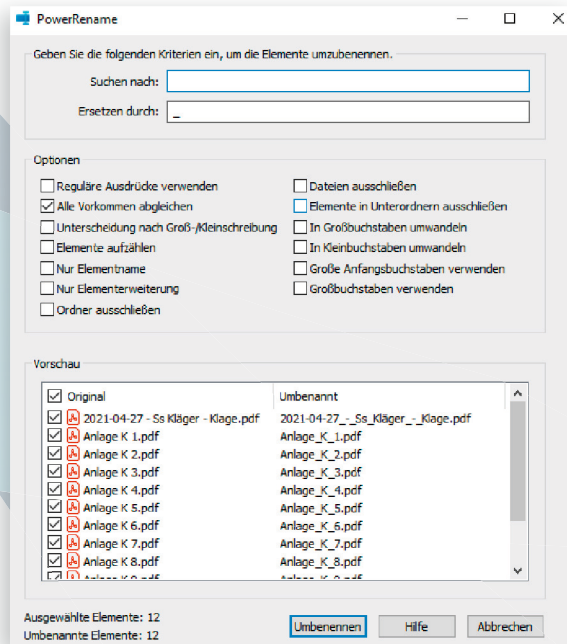 PowerRename
Geben Sie die folgenden Kriterien ein, um die Elemente umzubenennen.
Suchen nach:
Ersetzen durch: _
Optionen
Reguläre Ausdrücke verwenden
Alle Vorkommen abgleichen
Unterscheidung nach Groß-/Kleinschreibung
Elemente aufzählen
Nur Elementname
Nur Elementerweiterung
Ordner ausschließen
Dateien ausschließen
Elemente in Unterordnern ausschließen
In Großbuchstaben umwandeln
In Kleinbuchstaben umwandeln
Große Anfangsbuchstaben verwenden
Großbuchstaben verwenden
Vorschau
Original Umbenannt
2021-04-27 - Ss Kläger - Klage.pdf 2021-04-27_-_Ss_Kläger_-_Klage.pdf
Anlage K 1.pdf Anlage_K_1.pdf
Anlage K 2.pdf Anlage_K_2.pdf
Anlage K 3.pdf Anlage_K_3.pdf
Anlage K 4.pdf Anlage_K_4.pdf
Anlage K 5.pdf Anlage_K_5.pdf
Anlage K 6.pdf Anlage_K_6.pdf
Anlage K 7.pdf Anlage_K_7.pdf
Anlage K 8.pdf Anlage_K_8.pdf
Ausgewählte Elemente: 12
Umbenannte Elemente: 12
Umbenennen Hilfe Abbrechen